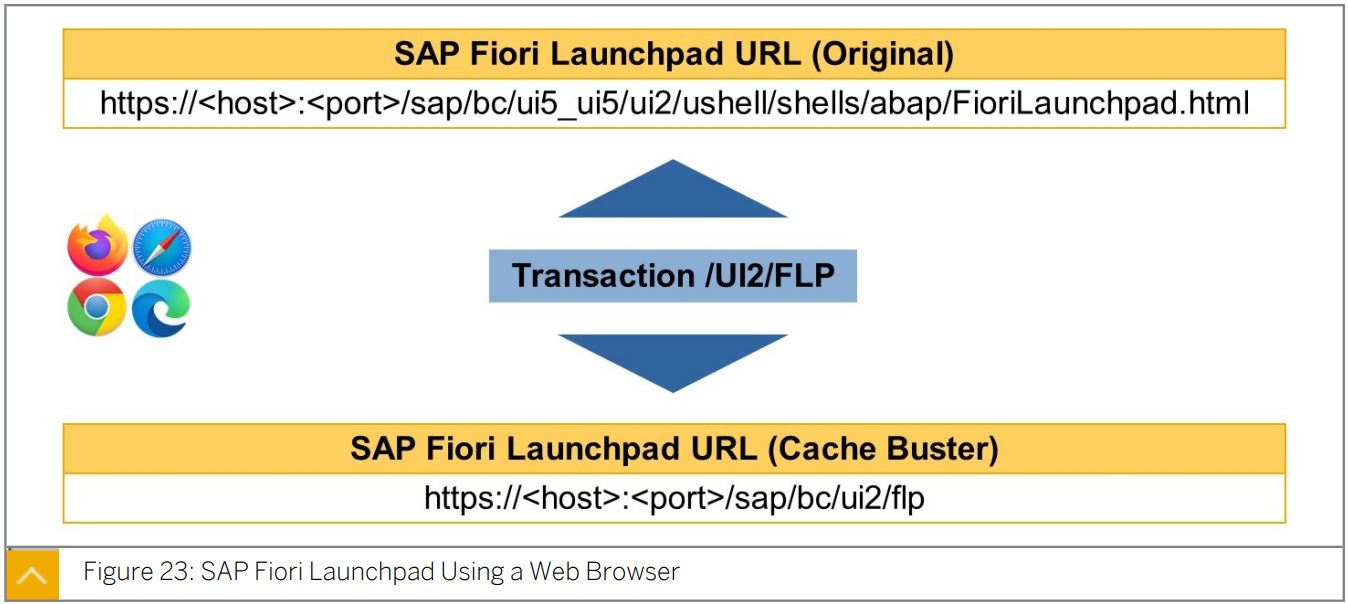 SAP Fiori Launchpad URL (Original)
https://<host>:<port>/sap/bc/ui5_ui5/ui2/ushell/shells/abap/FioriLaunchpad.html
Transaction /UI2/FLP
SAP Fiori Launchpad URL (Cache Buster)
https://<host>:<port>/sap/bc/ui2/flp
Figure 23: SAP Fiori Launchpad Using a Web Browser